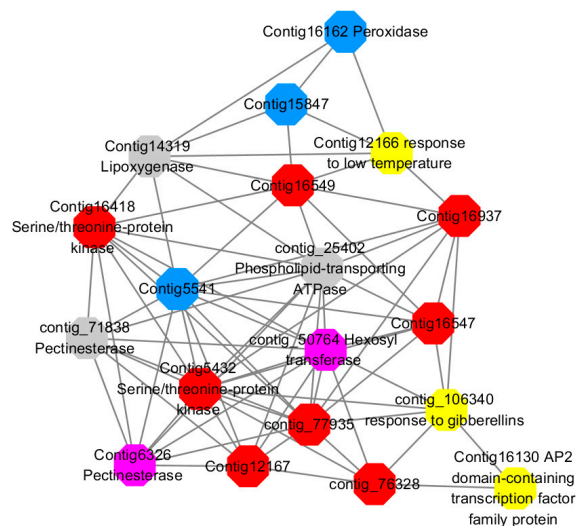 Contig16162 Peroxidase
Contig15847
Contig14319
Lipoxygenase
Contig12166 response
to low temperature
Contig16549
Contig16418
Serine/threonine-protein
kinase
Contig16937
contig_25402
Phospholipid-transporting
ATPase
Contig5541
contig_71838
Pectinesterase
contig_50764 Hexosyl
transferase
Contig16547
Contig5432
Serine/threonine-protein
kinase
contig_106340
response to gibberellins
contig_77935
Contig6326
Pectinesterase
Contig12167
contig_76328
Contig16130 AP2
domain-containing
transcription factor
family protein